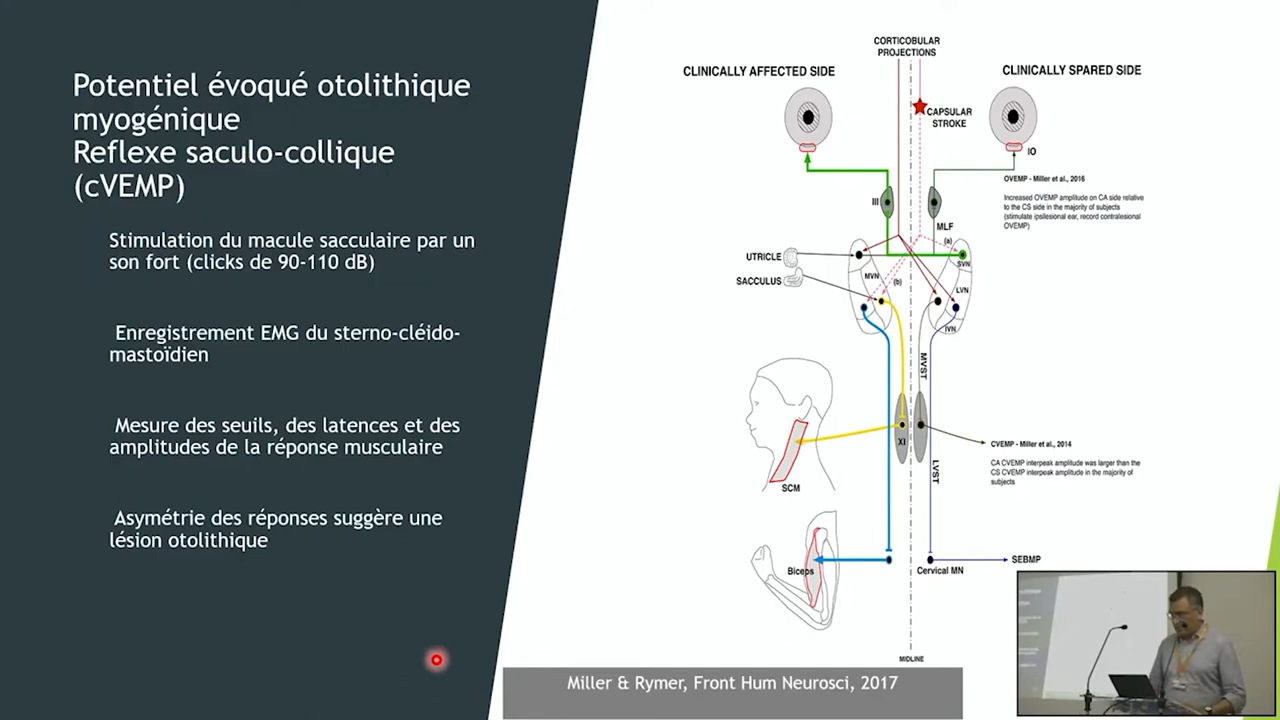 Potentiel évoqué otolithique
myogénique
Reflexe saculo-collique
(cVEMP)
Stimulation du macule sacculaire par un
son fort (clicks de 90-110 dB)
Enregistrement EMG du sterno-cléido-
mastoïdien
Mesure des seuils, des latences et des
amplitudes de la réponse musculaire
Asymétrie des réponses suggère une
lésion otolithique
CORTICOBULAR
PROJECTIONS
CLINICALLY AFFECTED SIDE
CLINICALLY SPARED SIDE
CAPSULAR
STROKE
IO
OVEMP - Miller et al., 2016
Increased OVEMP amplitude on CA side relative
to the CS side in the majority of subjects
(stimulate ipsilesional ear, record contralesional
OVEMP)
III
MLF
(a)
UTRICLE
SVN
MVN
SACCULUS
(b)
LVN
IVN
MVST
XI
CVEMP - Miller et al., 2014
CA CVEMP interpeak amplitude was larger than the
CS CVEMP interpeak amplitude in the majority of
subjects
LVST
SCM
Biceps
Cervical MN
SEBMP
MIDLINE
Miller & Rymer, Front Hum Neurosci, 2017